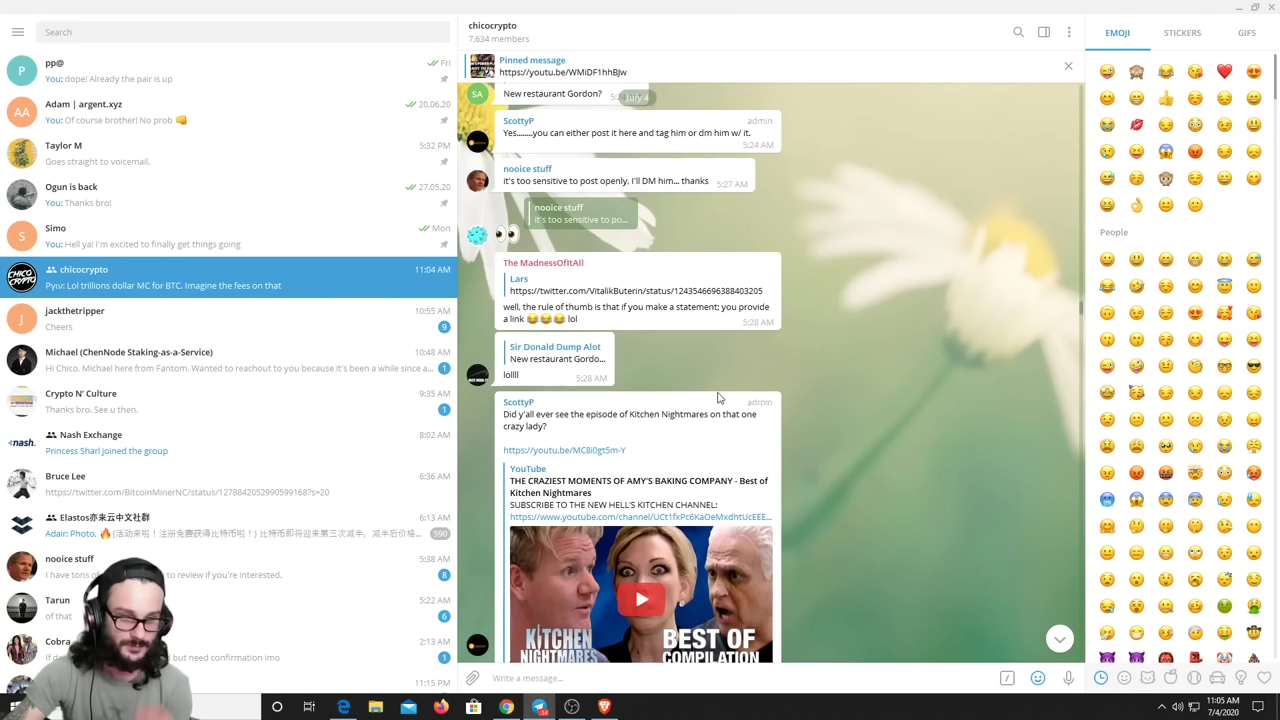 Search
P
pp@
Fri
You: dope! Already the pair is up
AA
Adam | argent.xyz
20.06.20
You: Of course brother! No prob 👊
Taylor M
5:32 PM
Goes straight to voicemail.
Ogun is back
27.05.20
You: Thanks bro!
S
Simo
Mon
You: Hell ya! I'm excited to finally get things going
CHICO
CRYPTO
chicocrypto
11:04 AM
Pyιν: Lol trillions dollar MC for BTC. Imagine the fees on that
J
jackthetripper
10:55 AM
Cheers
9
Michael (ChenNode Staking-as-a-Service)
10:48 AM
Hi Chico. Michael here from Fantom. Wanted to reachout to you because it's been a while since a...
1
Crypto N' Culture
9:35 AM
Thanks bro. See u then.
1
nash.
Nash Exchange
8:02 AM
Princess Sharl joined the group
Bruce Lee
6:36 AM
https://twitter.com/BitcoinMinerNC/status/1278842052990599168?s=20
Elastos亦来云中文社群
6:13 AM
Adair: Photo, 🔥{活动来啦！注册免费获得比特币啦！} 比特币即将迎来第三次减半。减半后价格...
590
nooice stuff
5:38 AM
I have tons of
to review if you're interested.
8
Tarun
5:22 AM
of that
6
Cobra
2:13 AM
If da
d but need confirmation imo
1
11:15 PM
chicocrypto
7,634 members
Pinned message
https://youtu.be/WMiDF1hhBJw
SA
New restaurant Gordon?
July 4
ScottyP
admin
Yes........you can either post it here and tag him or dm him w/ it.
5:24 AM
nooice stuff
it's too sensitive to post openly, I'll DM him... thanks
5:27 AM
nooice stuff
it's too sensitive to po...
👀
The MadnessOfItAll
Lars
https://twitter.com/VitalikButerin/status/1243546696388403205
well, the rule of thumb is that if you make a statement; you provide
a link 😂😂😂 lol
5:28 AM
Sir Donald Dump Alot
New restaurant Gordo...
lollll
5:28 AM
ScottyP
admin
Did y'all ever see the episode of Kitchen Nightmares on that one
crazy lady?
https://youtu.be/MC8i0gt5m-Y
YouTube
THE CRAZIEST MOMENTS OF AMY'S BAKING COMPANY - Best of
Kitchen Nightmares
SUBSCRIBE TO THE NEW HELL'S KITCHEN CHANNEL:
https://www.youtube.com/channel/UCt1fxPc6KaOeMxdhtUcEEE...
KITCHEN
NIGHTMARES
BEST OF
COMPILATION
Write a message...
EMOJI
STICKERS
GIFS
People
11:05 AM
7/4/2020